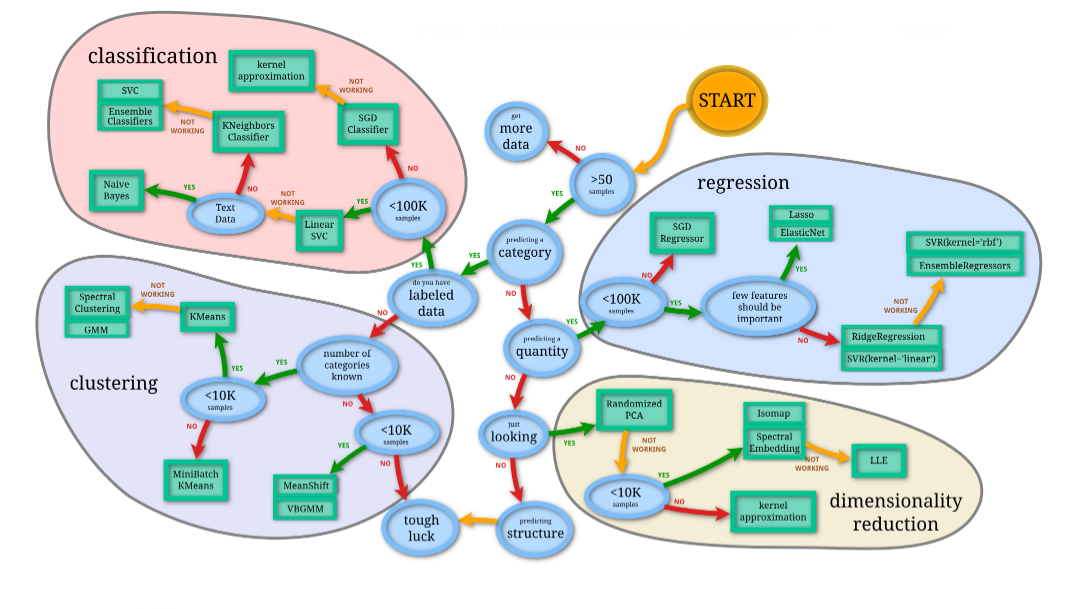 START
get
more
data
NO
>50
samples
YES
predicting a
category
YES
NO
do you have
labeled
data
YES
NO
predicting a
quantity
YES
NO
just
looking
YES
NO
predicting
structure
tough
luck
classification
kernel
approximation
NOT
WORKING
SGD
Classifier
NO
<100K
samples
YES
Linear
SVC
NOT
WORKING
Text
Data
YES
NO
Naive
Bayes
KNeighbors
Classifier
NOT
WORKING
SVC
Ensemble
Classifiers
clustering
number of
categories
known
YES
NO
<10K
samples
YES
NO
KMeans
NOT
WORKING
Spectral
Clustering
GMM
MiniBatch
KMeans
<10K
samples
YES
NO
MeanShift
VBGMM
regression
<100K
samples
NO
YES
SGD
Regressor
few features
should be
important
YES
NO
Lasso
ElasticNet
RidgeRegression
SVR(kernel='linear')
NOT
WORKING
SVR(kernel='rbf')
EnsembleRegressors
dimensionality
reduction
Randomized
PCA
NOT
WORKING
<10K
samples
YES
NO
Isomap
Spectral
Embedding
NOT
WORKING
LLE
kernel
approximation